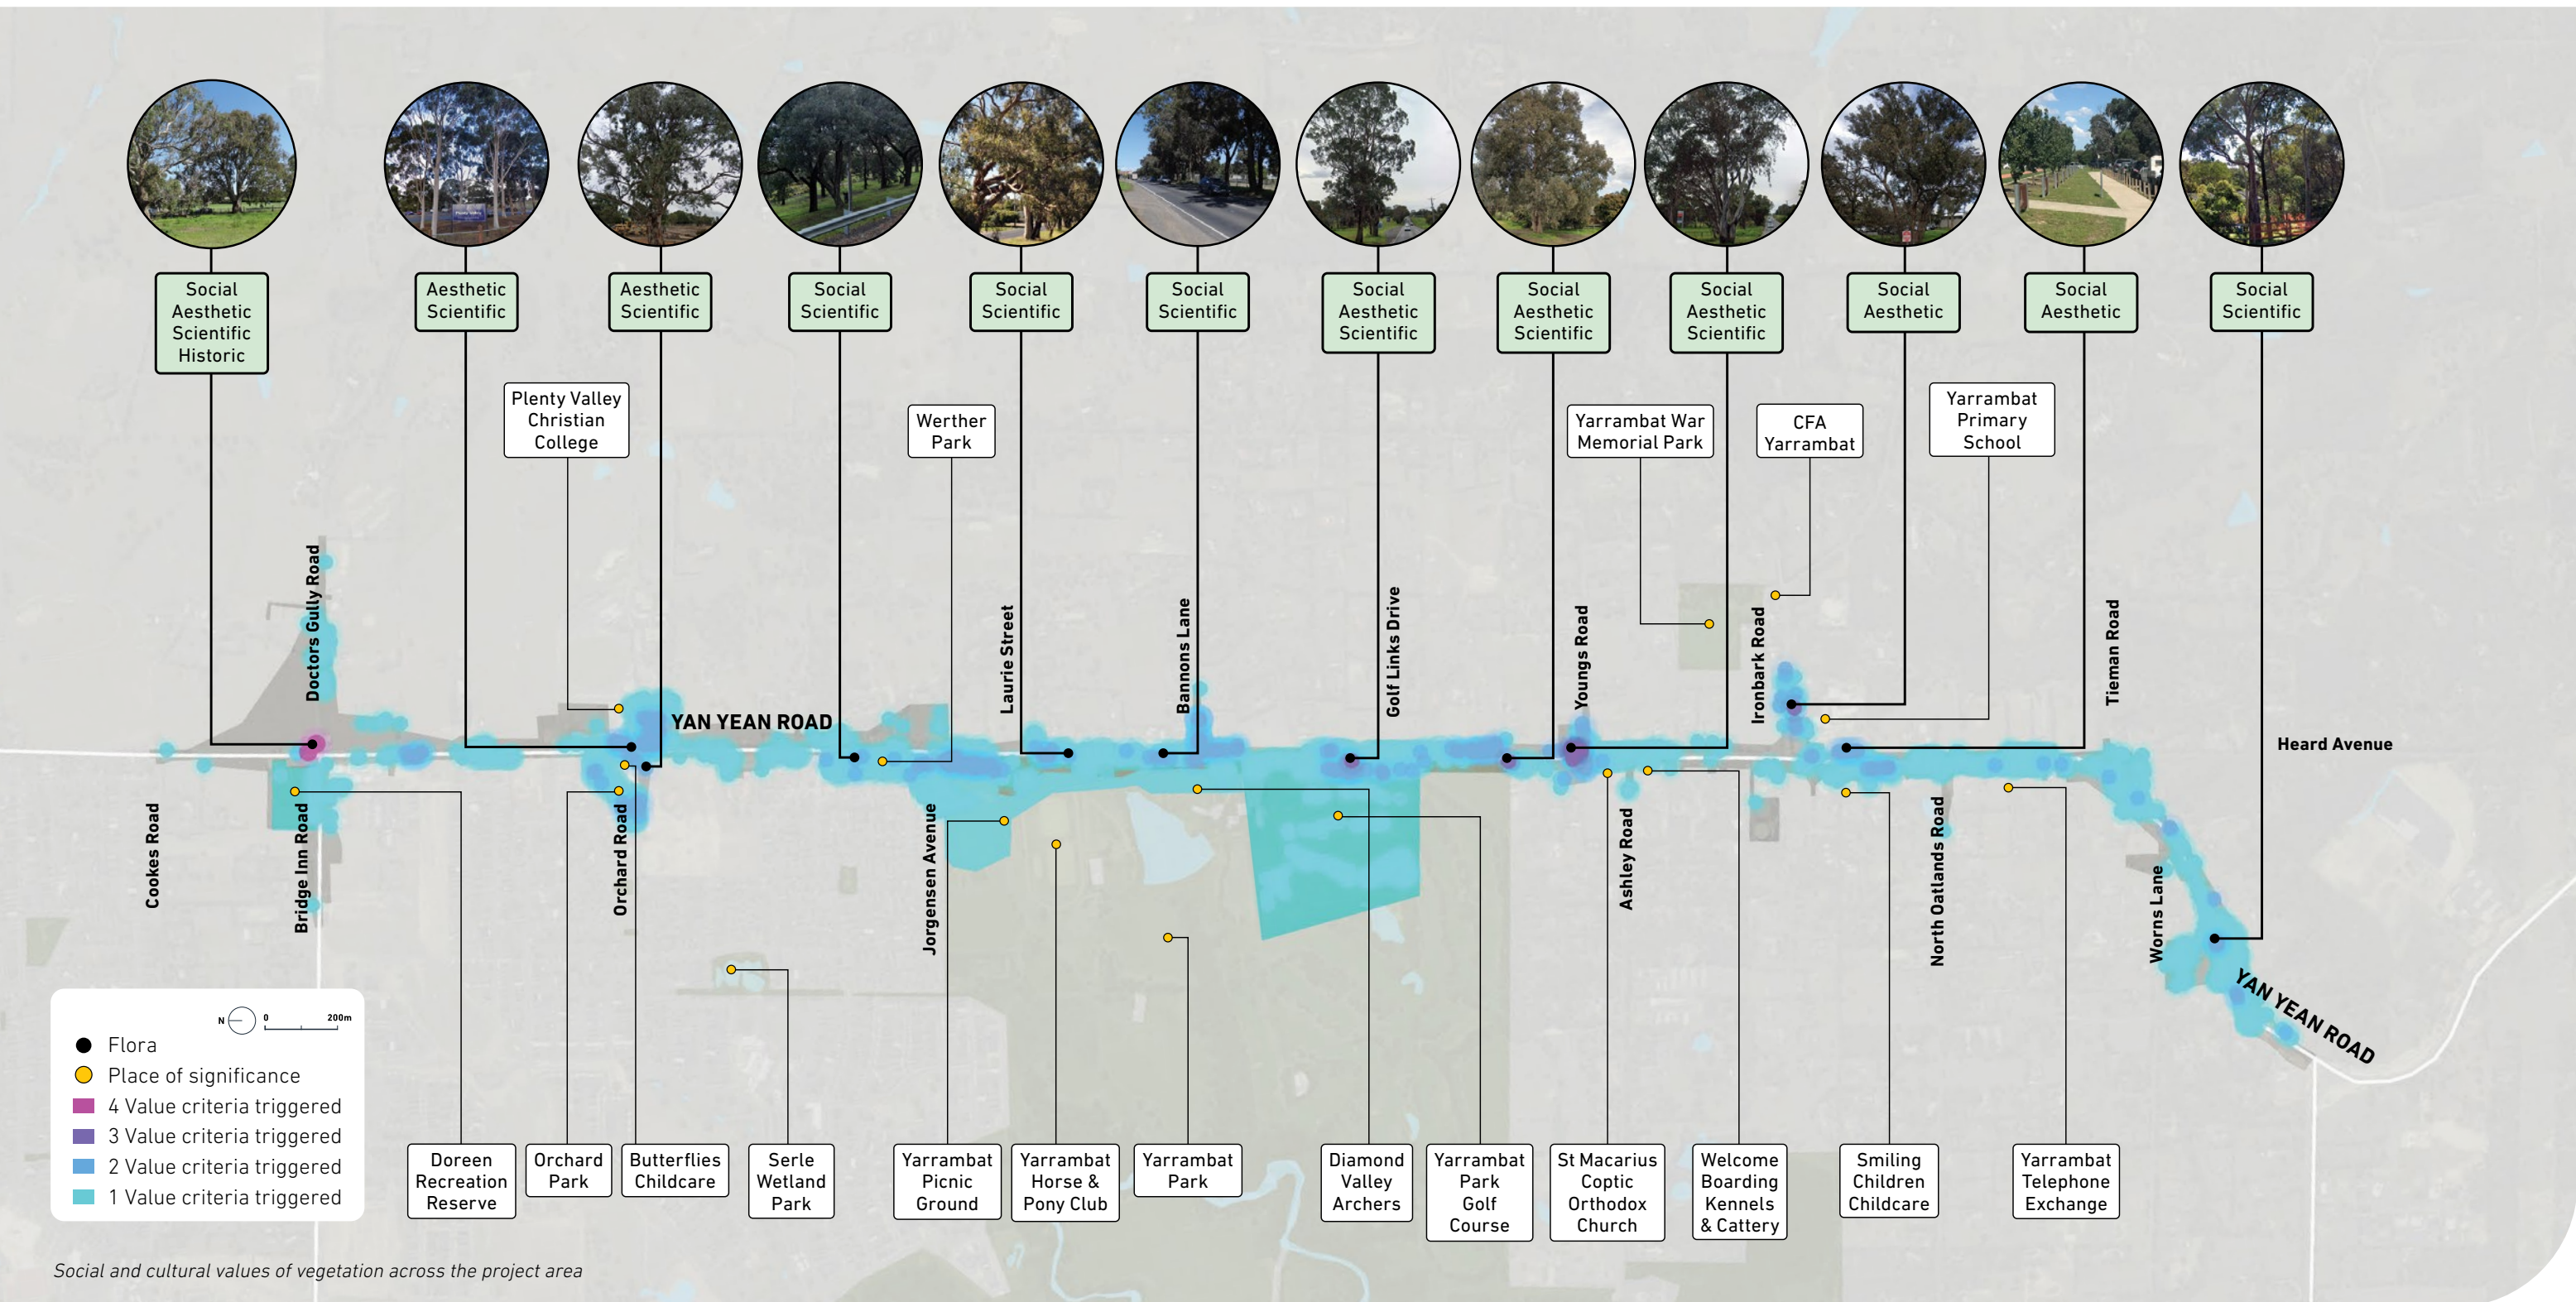 Social
Aesthetic
Scientific
Historic
Aesthetic
Scientific
Aesthetic
Scientific
Social
Scientific
Social
Scientific
Social
Scientific
Social
Aesthetic
Scientific
Social
Aesthetic
Scientific
Social
Aesthetic
Scientific
Social
Aesthetic
Social
Aesthetic
Social
Scientific
Plenty Valley
Christian
College
Werther
Park
Yarrambat War
Memorial Park
CFA
Yarrambat
Yarrambat
Primary
School
Doctors Gully Road
YAN YEAN ROAD
Laurie Street
Bannons Lane
Golf Links Drive
Youngs Road
Ironbark Road
Tieman Road
Heard Avenue
Cookes Road
Bridge Inn Road
Orchard Road
Jorgensen Avenue
Ashley Road
North Oatlands Road
Worns Lane
YAN YEAN ROAD
N
0
200m
Flora
Place of significance
4 Value criteria triggered
3 Value criteria triggered
2 Value criteria triggered
1 Value criteria triggered
Doreen
Recreation
Reserve
Orchard
Park
Butterflies
Childcare
Serle
Wetland
Park
Yarrambat
Picnic
Ground
Yarrambat
Horse &
Pony Club
Yarrambat
Park
Diamond
Valley
Archers
Yarrambat
Park
Golf
Course
St Macarius
Coptic
Orthodox
Church
Welcome
Boarding
Kennels
& Cattery
Smiling
Children
Childcare
Yarrambat
Telephone
Exchange
Social and cultural values of vegetation across the project area